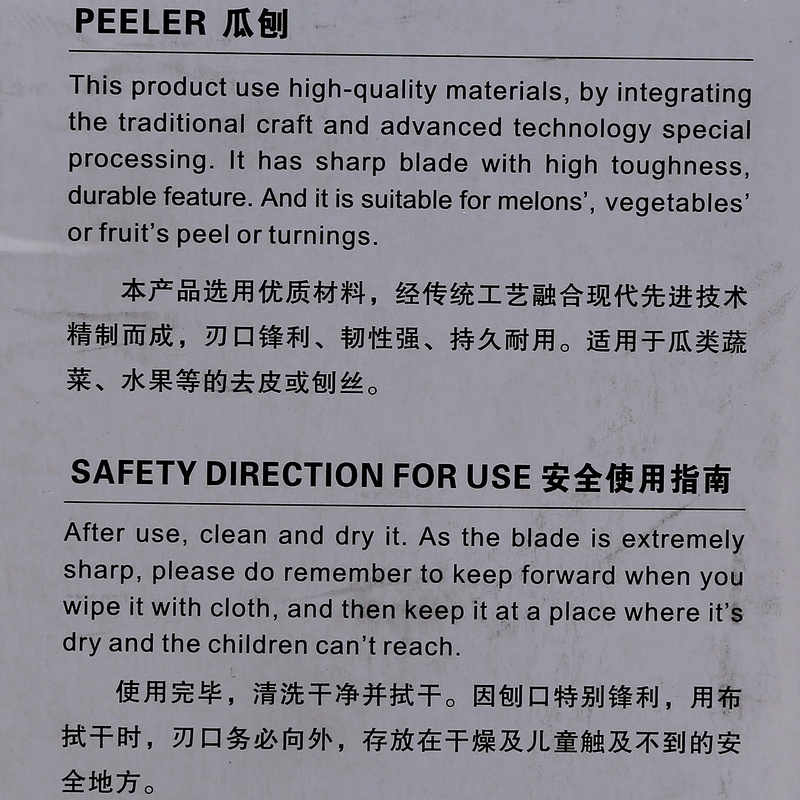 PEELER 瓜刨
This product use high-quality materials, by integrating
the traditional craft and advanced technology special
processing. It has sharp blade with high toughness,
durable feature. And it is suitable for melons', vegetables'
or fruit's peel or turnings.
本产品选用优质材料，经传统工艺融合现代先进技术
精制而成，刃口锋利、韧性强、持久耐用。适用于瓜类蔬
菜、水果等的去皮或刨丝。
SAFETY DIRECTION FOR USE 安全使用指南
After use, clean and dry it. As the blade is extremely
sharp, please do remember to keep forward when you
wipe it with cloth, and then keep it at a place where it's
dry and the children can't reach.
使用完毕，清洗干净并拭干。因刨口特别锋利，用布
拭干时，刃口务必向外，存放在干燥及儿童触及不到的安
全地方。